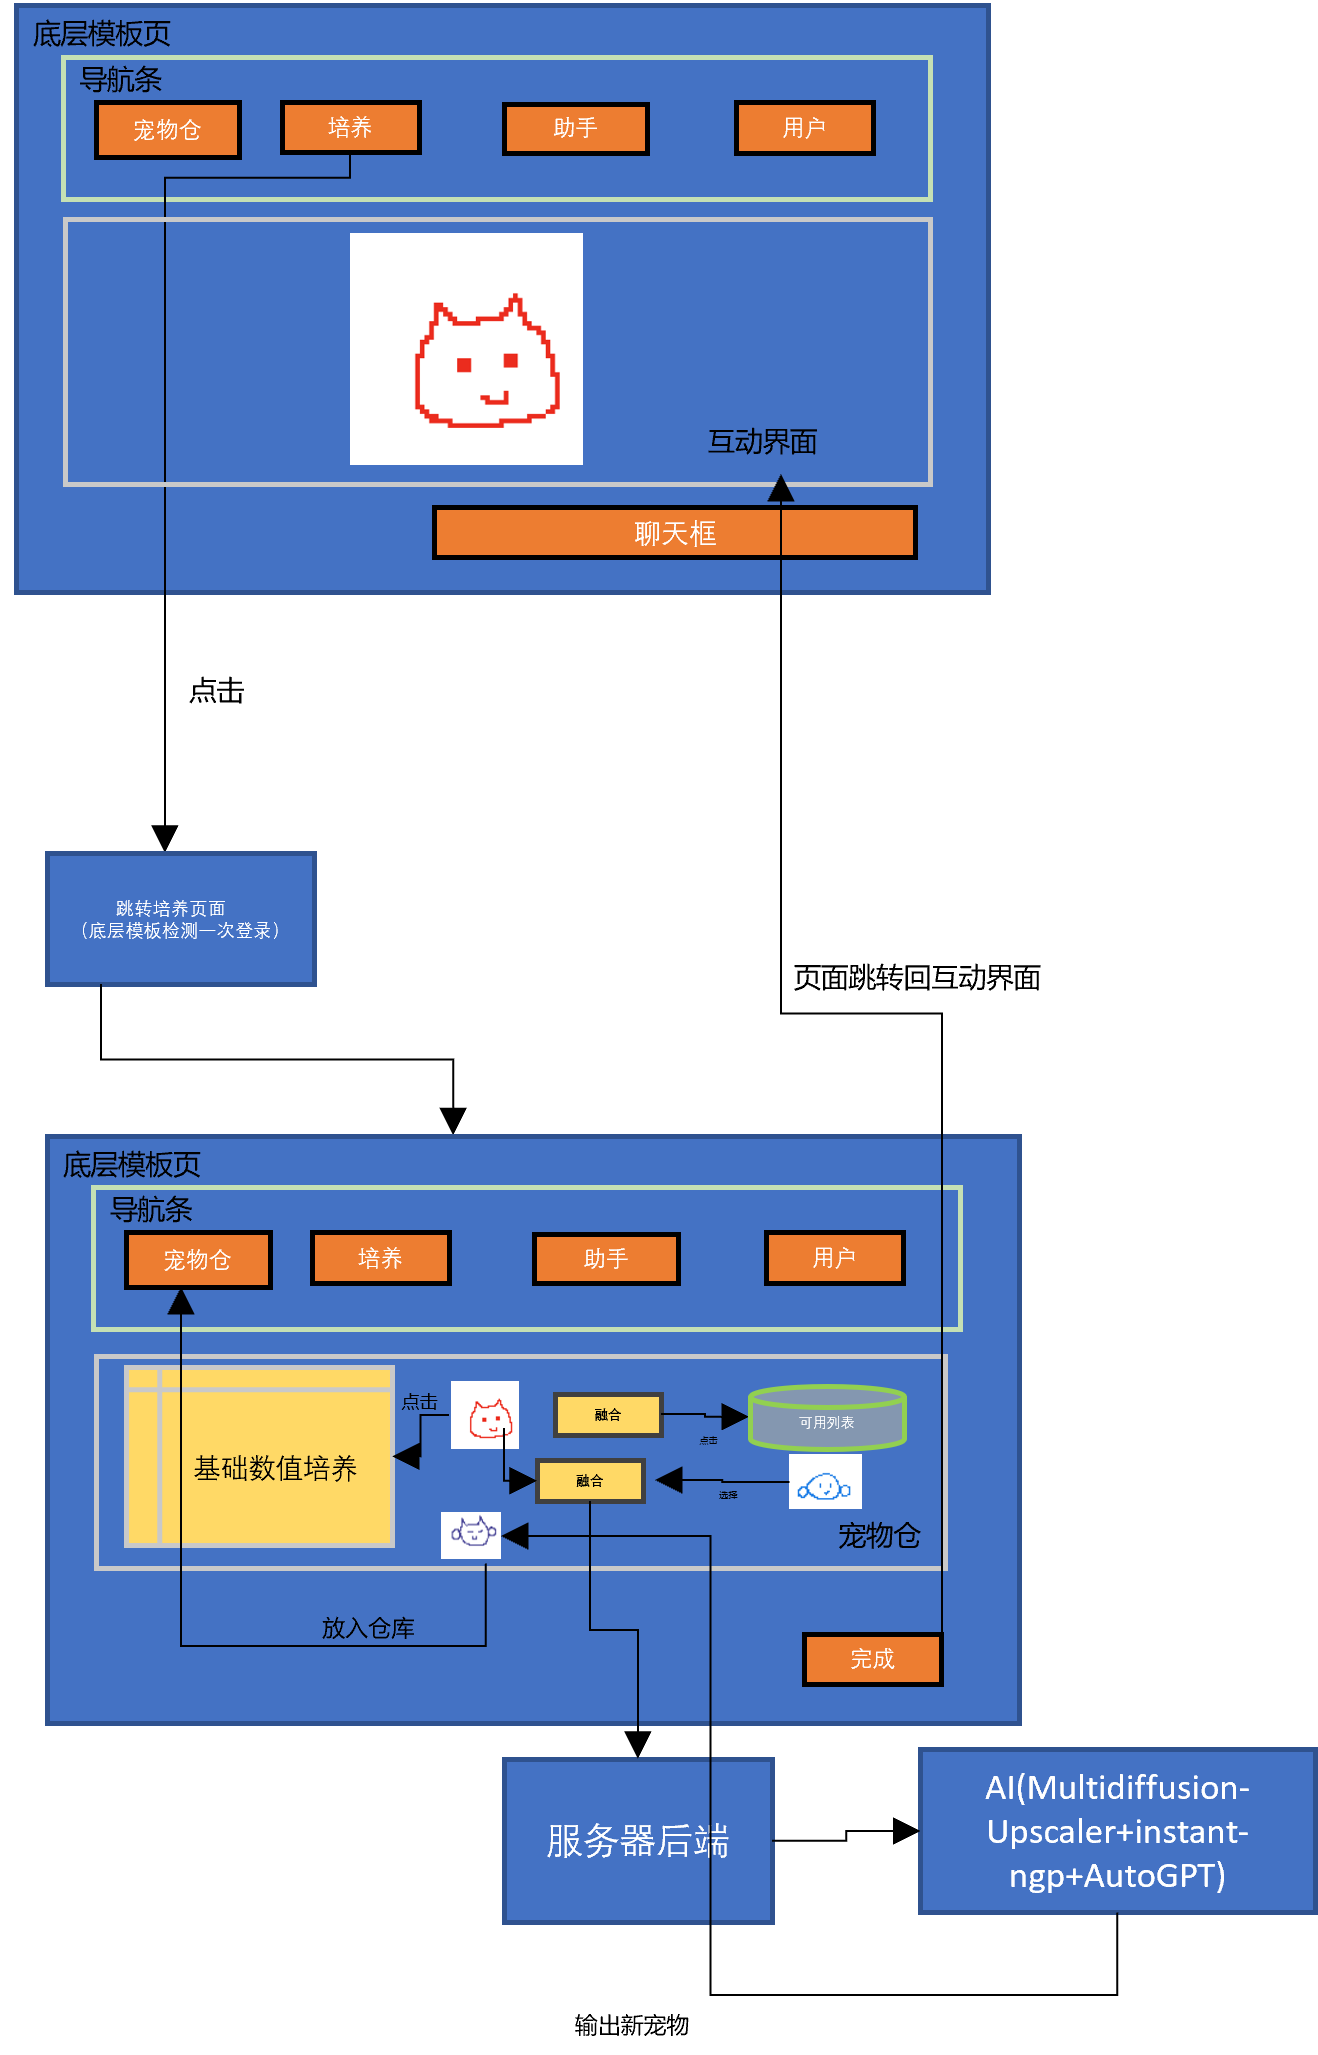 底层模板页
导航条
宠物仓
培养
助手
用户
互动界面
聊天框
点击
跳转培养页面
（底层模板检测一次登录）
页面跳转回互动界面
底层模板页
导航条
宠物仓
培养
助手
用户
点击
融合
可用列表
点击
基础数值培养
融合
选择
宠物仓
放入仓库
完成
服务器后端
AI(Multidiffusion-
Upscaler+instant-
ngp+AutoGPT)
输出新宠物